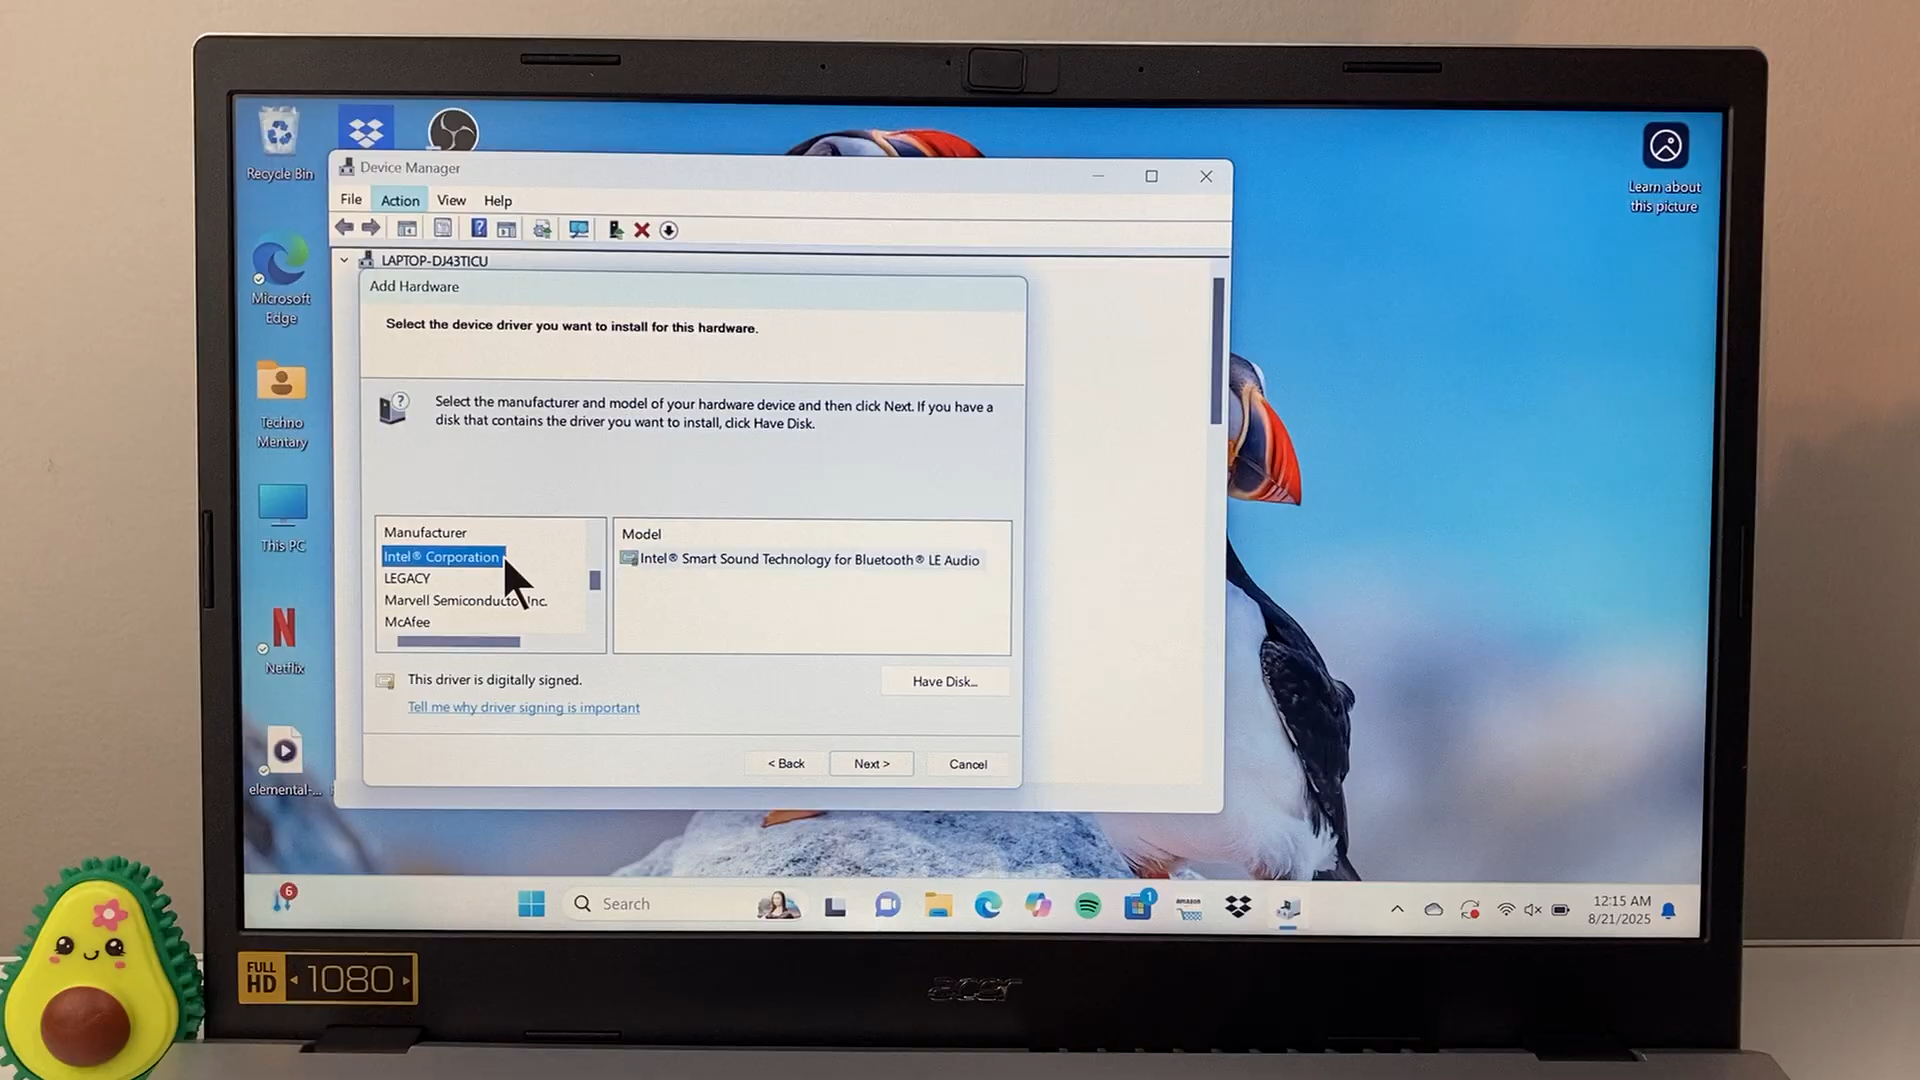 Recycle Bin
Microsoft
Edge
Techno
Mentary
This PC
Netflix
elemental-...
Learn about
this picture
Device Manager
File Action View Help
LAPTOP-DJ43TICU
Add Hardware
Select the device driver you want to install for this hardware.
Select the manufacturer and model of your hardware device and then click Next. If you have a
disk that contains the driver you want to install, click Have Disk.
Manufacturer
Intel® Corporation
LEGACY
Marvell Semiconducto Inc.
McAfee
Model
Intel® Smart Sound Technology for Bluetooth® LE Audio
This driver is digitally signed.
Have Disk...
Tell me why driver signing is important
< Back Next > Cancel
6
Search
amazon
1
12:15 AM
8/21/2025
FULL
HD
1080
acer